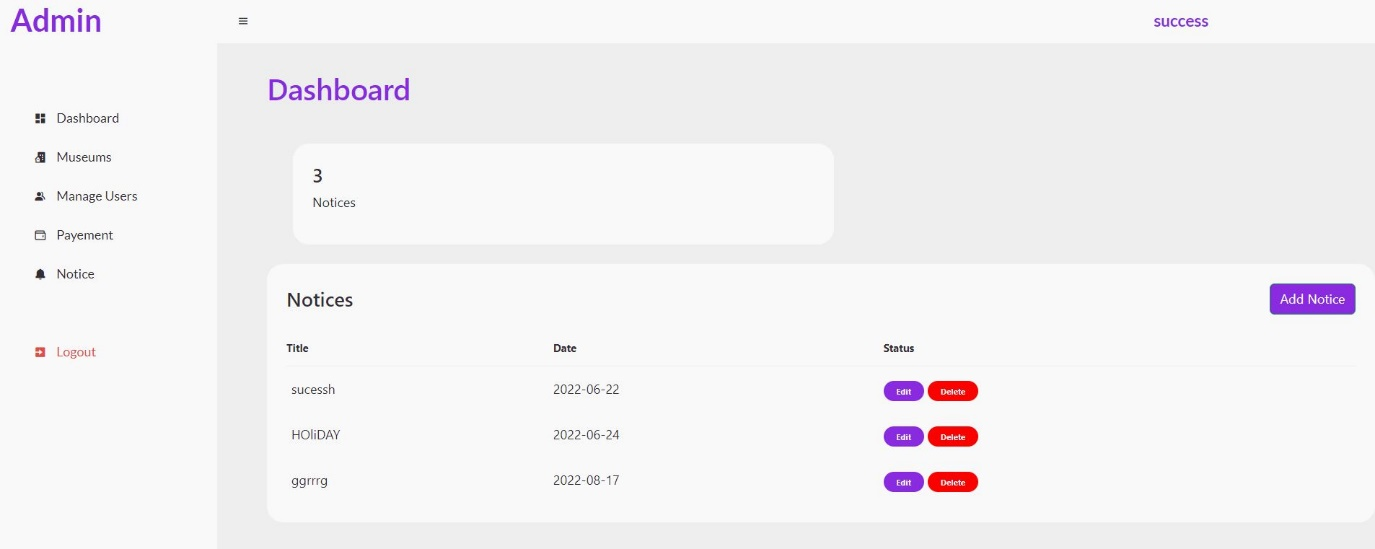 Admin
success
Dashboard
Museums
Manage Users
Payement
Notice
Logout
Dashboard
3
Notices
Notices
Add Notice
Title Date Status
sucessh 2022-06-22 Edit Delete
HOliDAY 2022-06-24 Edit Delete
ggrrrg 2022-08-17 Edit Delete